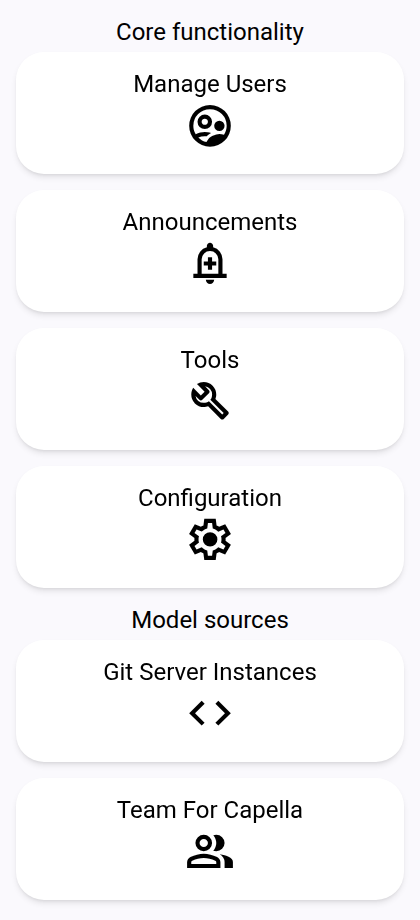 Core functionality
Manage Users
Announcements
Tools
Configuration
Model sources
Git Server Instances
Team For Capella